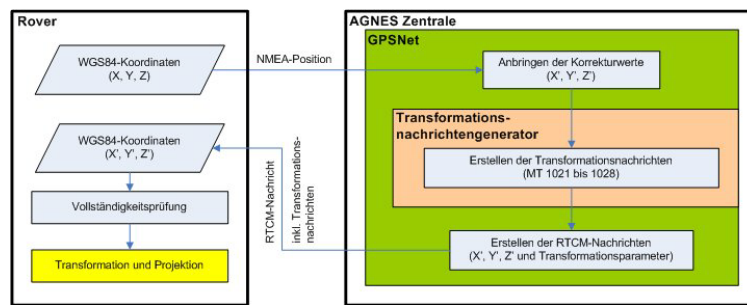 Rover
WGS84-Koordinaten
(X, Y, Z)
WGS84-Koordinaten
(X', Y', Z')
Vollständigkeitsprüfung
Transformation und Projektion
NMEA-Position
RTCM-Nachricht
inkl. Transformations-
nachrichten
AGNES Zentrale
GPSNet
Anbringen der Korrekturwerte
(X', Y', Z')
Transformations-
nachrichtengenerator
Erstellen der Transformationsnachrichten
(MT 1021 bis 1028)
Erstellen der RTCM-Nachrichten
(X', Y', Z' und Transformationsparameter)